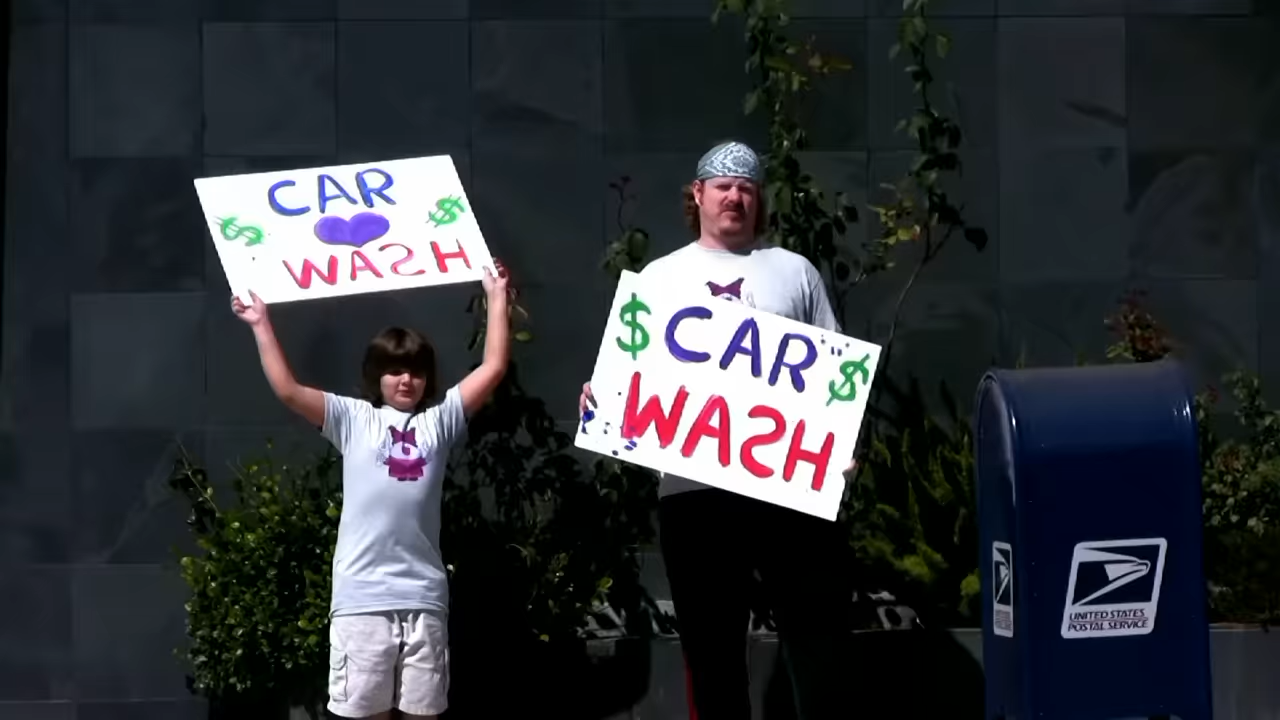 CAR
$ $
WASH
$ CAR $
WASH
UNITED STATES
POSTAL SERVICE